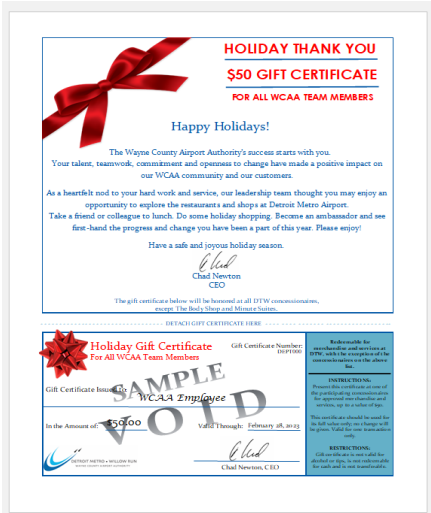 HOLIDAY THANK YOU
$50 GIFT CERTIFICATE
FOR ALL WCAA TEAM MEMBERS
Happy Holidays!
The Wayne County Airport Authority's success starts with you.
Your talent, teamwork, commitment and openness to change have made a positive impact on
our WCAA community and our customers.
As a heartfelt nod to your hard work and service, our leadership team thought you may enjoy an
opportunity to explore the restaurants and shops at Detroit Metro Airport.
Take a friend or colleague to lunch. Do some holiday shopping. Become an ambassador and see
first-hand the progress and change you have been a part of this year. Please enjoy!
Have a safe and joyous holiday season.
Chad Newton
CEO
The gift certificate below will be honored at all DTW concessionaires,
except The Body Shop and Minute Suites.
DETACH GIFT CERTIFICATE HERE
Holiday Gift Certificate
For All WCAA Team Members
Gift Certificate Number:
DEPT000
Gift Certificate Issued to:
WCAA Employee
SAMPLE
VOID
In the Amount of: $50.00
Valid Through: February 28, 2023
Chad Newton, CEO
DETROIT METRO • WILLOW RUN
WAYNE COUNTY AIRPORT AUTHORITY
Redeemable for
merchandise and services at
DTW, with the exception of the
concessionaires on the above
list.
INSTRUCTIONS:
Present this certificate at one of
the participating concessionaires
for approved merchandise and
services, up to a value of $50.
This certificate should be used for
its full value only; no change will
be given. Valid for one transaction
only.
RESTRICTIONS:
Gift certificate is not valid for
alcohol or tips, is not redeemable
for cash and is not transferable.